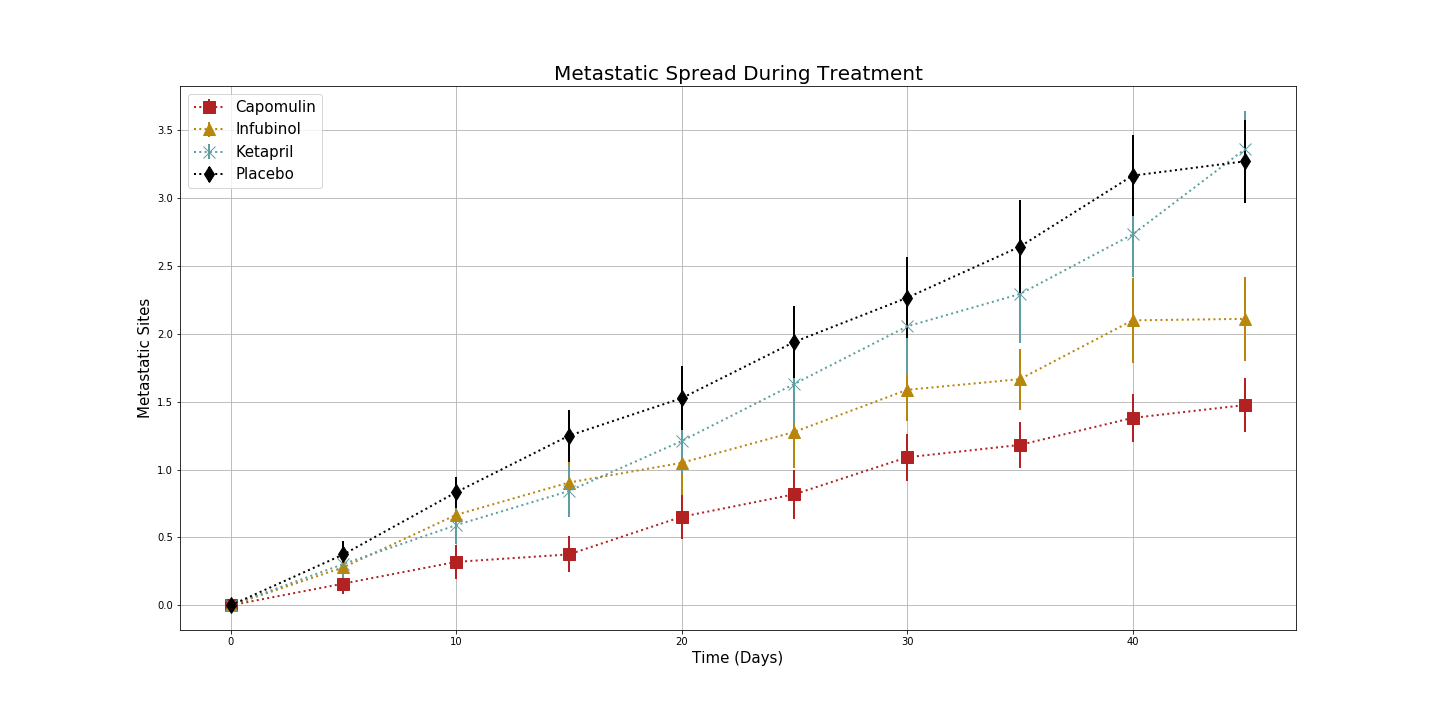 Metastatic Spread During Treatment
Capomulin
Infubinol
Ketapril
Placebo
Metastatic Sites
3.5
3.0
2.5
2.0
1.5
1.0
0.5
0.0
0 10 20 30 40
Time (Days)